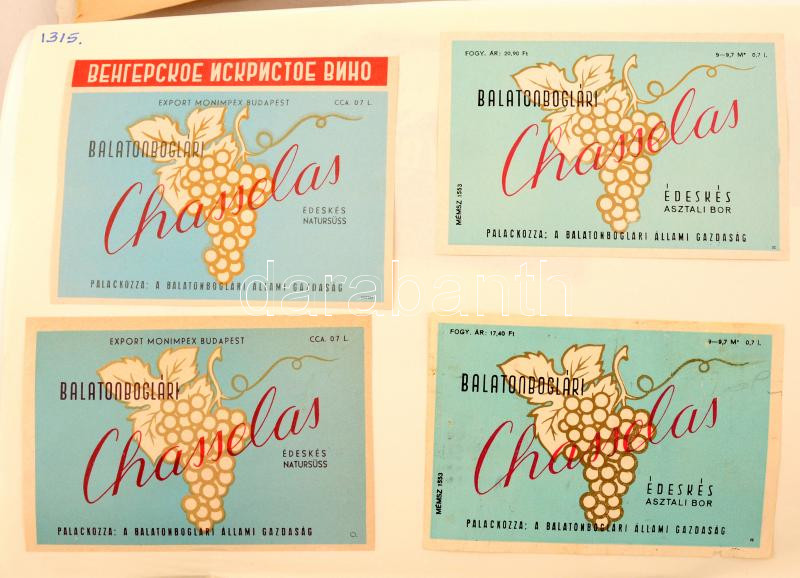 1315.
ВЕНГЕРСКОЕ ИСКРИСТОЕ ВИНО
EXPORT MONIMPEX BUDAPEST CCA. 0 7 L.
BALATONBOGLÁRI
Chasselas
ÉDESKÉS
NATURSÜSS
PALACKOZZA: A BALATONBOGLÁRI ÁLLAMI GAZDASÁG
FOGY. ÁR: 20,90 Ft 9—9,7 M° 0,7 l.
BALATONBOGLÁRI
Chasselas
MÉMSZ 1553
ÉDESKÉS
ASZTALI BOR
PALACKOZZA: A BALATONBOGLÁRI ÁLLAMI GAZDASÁG
EXPORT MONIMPEX BUDAPEST CCA. 0 7 L.
BALATONBOGLÁRI
Chasselas
ÉDESKÉS
NATURSÜSS
PALACKOZZA: A BALATONBOGLÁRI ÁLLAMI GAZDASÁG
FOGY. ÁR: 17,40 Ft 9—9,7 M° 0,7 l.
BALATONBOGLÁRI
Chasselas
MÉMSZ 1553
ÉDESKÉS
ASZTALI BOR
PALACKOZZA: A BALATONBOGLÁRI ÁLLAMI GAZDASÁG
darabanth